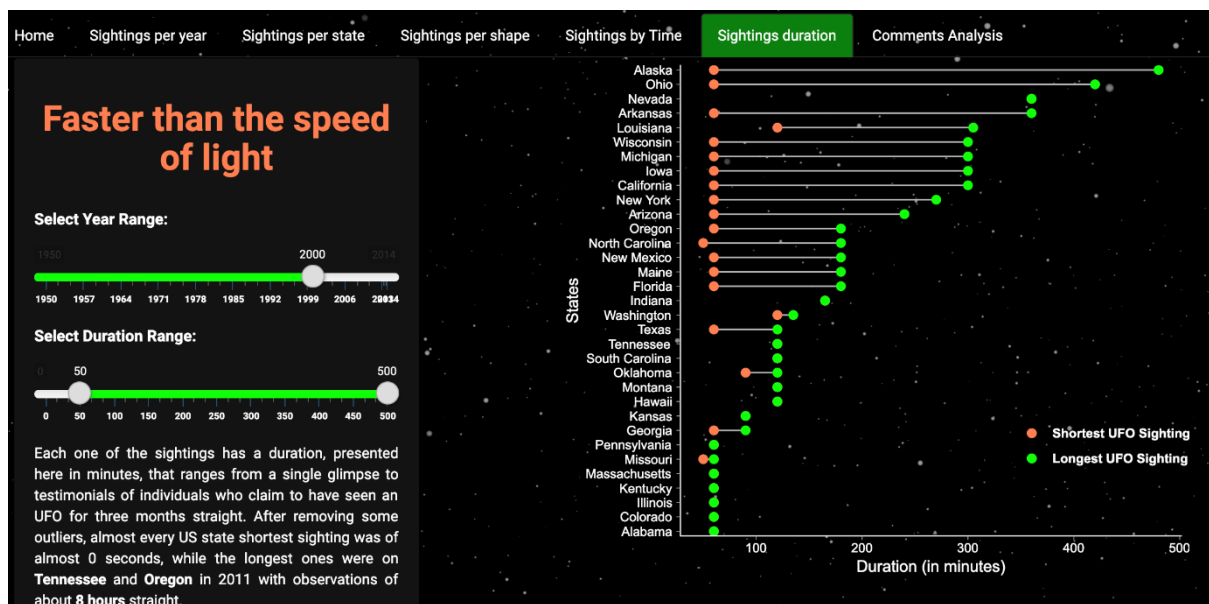 Home Sightings per year Sightings per state Sightings per shape Sightings by Time Sightings duration Comments Analysis
Faster than the speed
of light
Select Year Range:
1950 2000 2014
1950 1957 1964 1971 1978 1985 1992 1999 2006
Select Duration Range:
0 50 500
0 50 100 150 200 250 300 350 400 450 500
Each one of the sightings has a duration, presented
here in minutes, that ranges from a single glimpse to
testimonials of individuals who claim to have seen an
UFO for three months straight. After removing some
outliers, almost every US state shortest sighting was of
almost 0 seconds, while the longest ones were on
Tennessee and Oregon in 2011 with observations of
about 8 hours straight.
States
Alaska
Ohio
Nevada
Arkansas
Louisiana
Wisconsin
Michigan
Iowa
California
New York
Arizona
Oregon
North Carolina
New Mexico
Maine
Florida
Indiana
Washington
Texas
Tennessee
South Carolina
Oklahoma
Montana
Hawaii
Kansas
Georgia
Pennsylvania
Missouri
Massachusetts
Kentucky
Illinois
Colorado
Alabama
Shortest UFO Sighting
Longest UFO Sighting
100 200 300 400 500
Duration (in minutes)